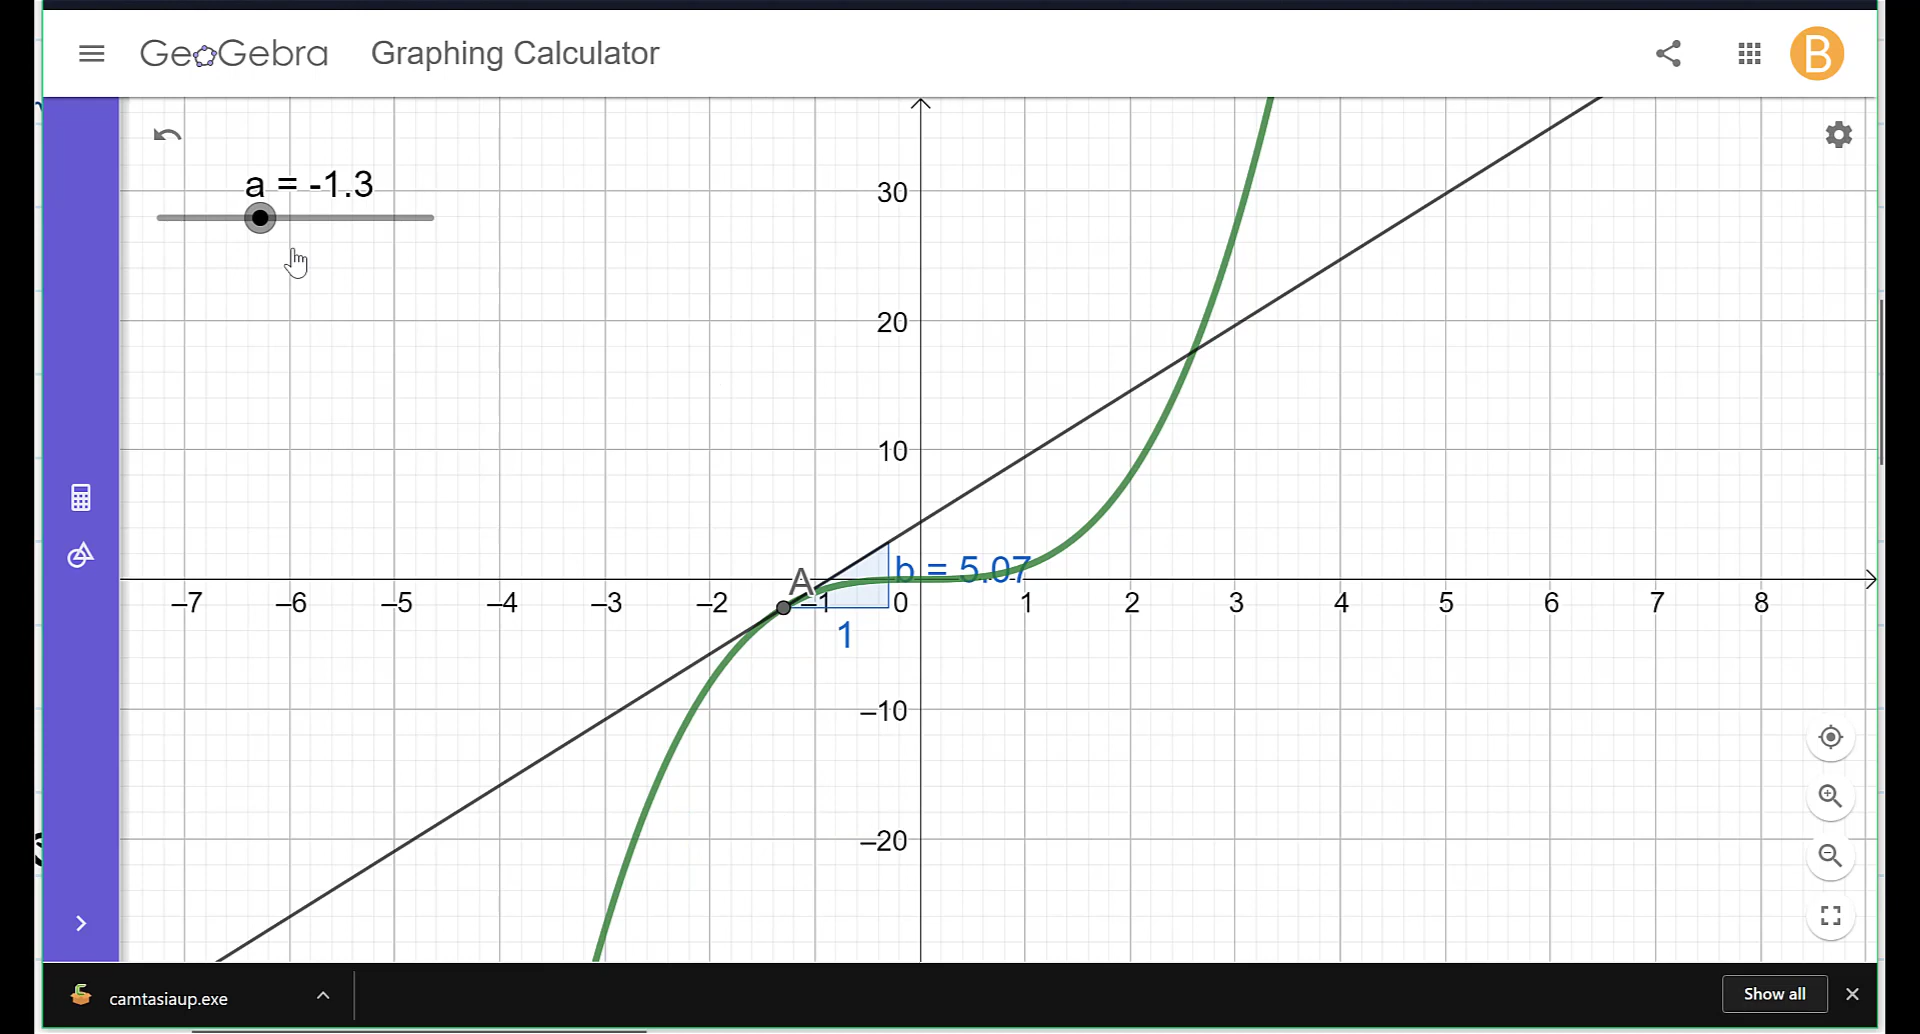 GeoGebra Graphing Calculator
B
a = -1.3
30
20
10
A
b = 5.07
–7 –6 –5 –4 –3 –2 –1 0 1 2 3 4 5 6 7 8
1
–10
–20
camtasiaup.exe
Show all